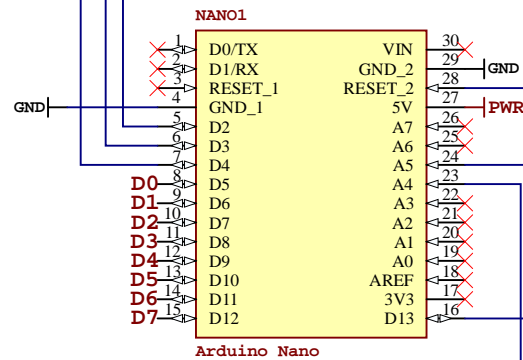 NANO1
1 D0/TX VIN 30
2 D1/RX GND_2 29 GND
3 RESET_1 RESET_2 28
GND 4 GND_1 5V 27 PWR
5 D2 A7 26
6 D3 A6 25
7 D4 A5 24
D0 8 D5 A4 23
D1 9 D6 A3 22
D2 10 D7 A2 21
D3 11 D8 A1 20
D4 12 D9 A0 19
D5 13 D10 AREF 18
D6 14 D11 3V3 17
D7 15 D12 D13 16
Arduino Nano